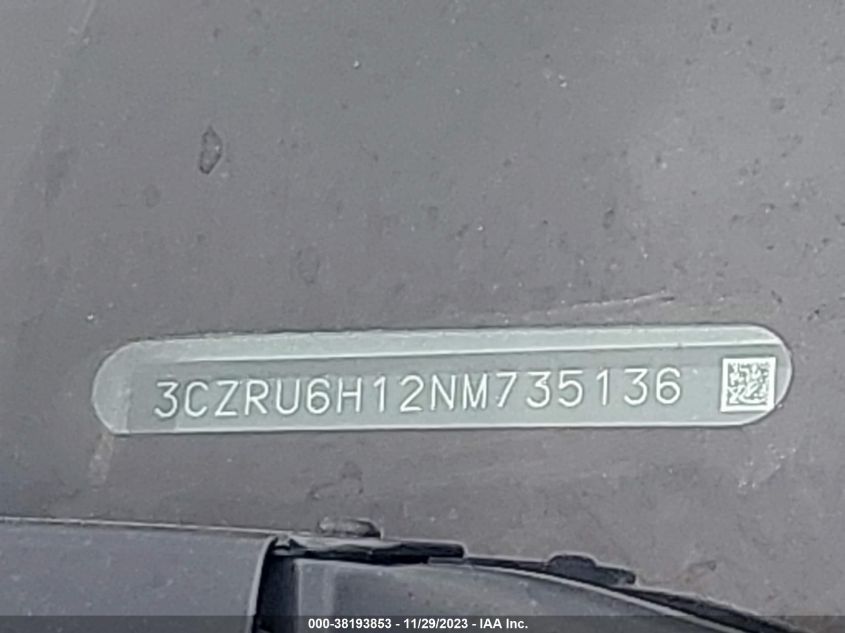 3CZRU6H12NM735136
000-38193853 - 11/29/2023 - IAA Inc.